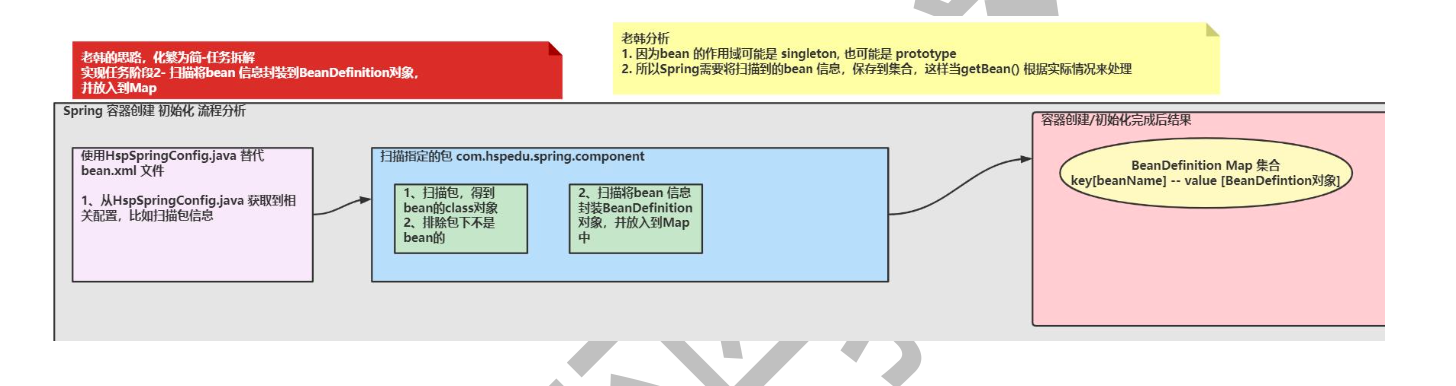 老韩的思路，化繁为简-任务拆解
实现任务阶段2- 扫描将bean 信息封装到BeanDefinition对象，
并放入到Map
老韩分析
1. 因为bean 的作用域可能是 singleton, 也可能是 prototype
2. 所以Spring需要将扫描到的bean 信息，保存到集合，这样当getBean() 根据实际情况来处理
Spring 容器创建 初始化 流程分析
使用HspSpringConfig.java 替代
bean.xml 文件
1、从HspSpringConfig.java 获取到相
关配置，比如扫描包信息
扫描指定的包 com.hspedu.spring.component
1、扫描包，得到
bean的class对象
2、排除包下不是
bean的
2、扫描将bean 信息
封装BeanDefinition
对象，并放入到Map
中
容器创建/初始化完成后结果
BeanDefinition Map 集合
key[beanName] -- value [BeanDefintion对象]